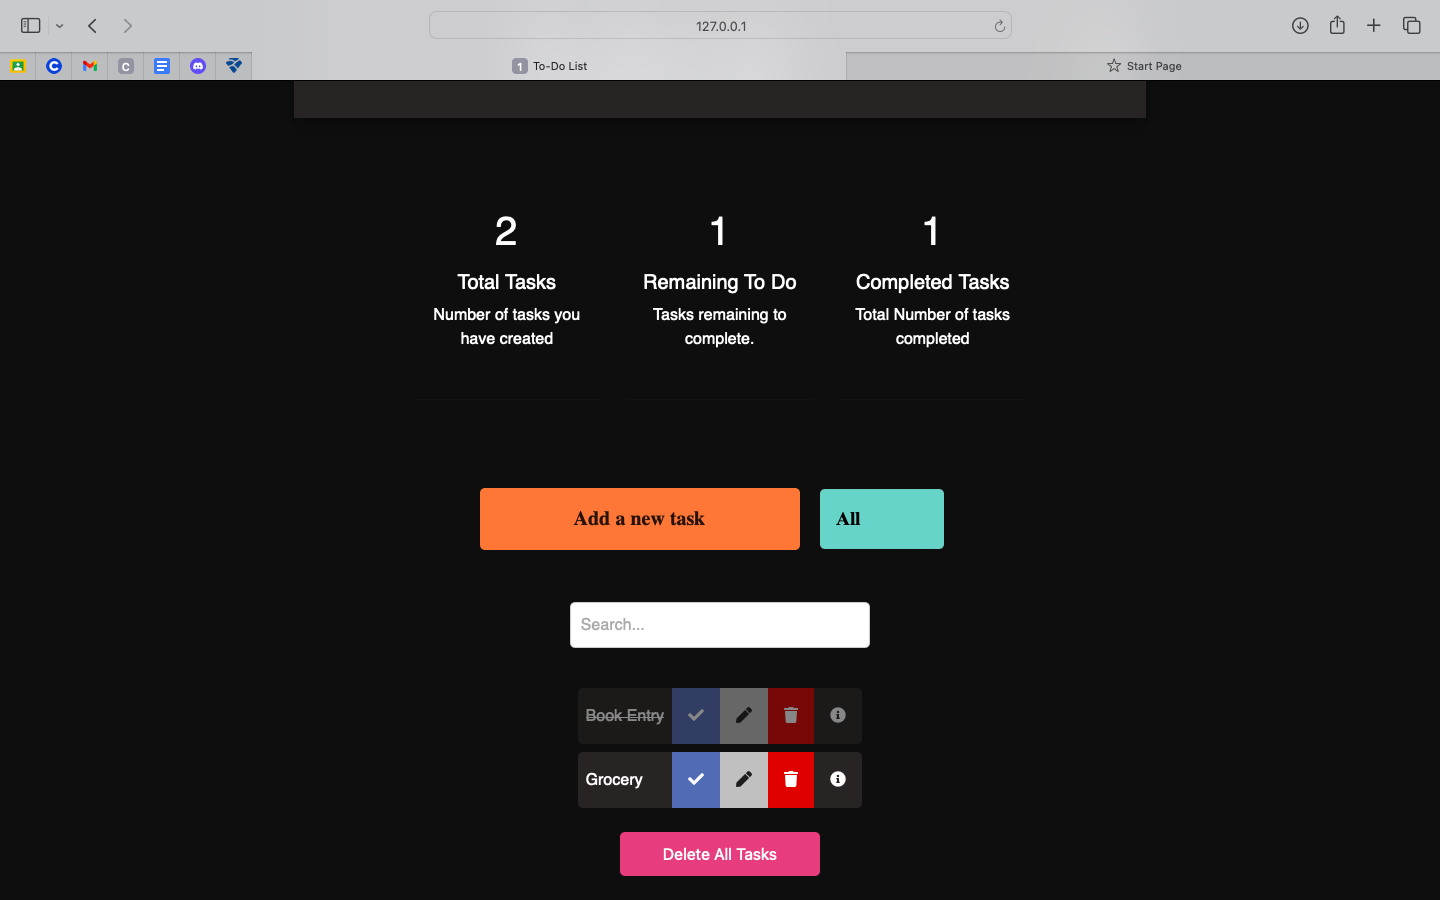 127.0.0.1
C
1 To-Do List
Start Page
2
1
1
Total Tasks
Remaining To Do
Completed Tasks
Number of tasks you
have created
Tasks remaining to
complete.
Total Number of tasks
completed
Add a new task
All
Search...
Book Entry
Grocery
Delete All Tasks